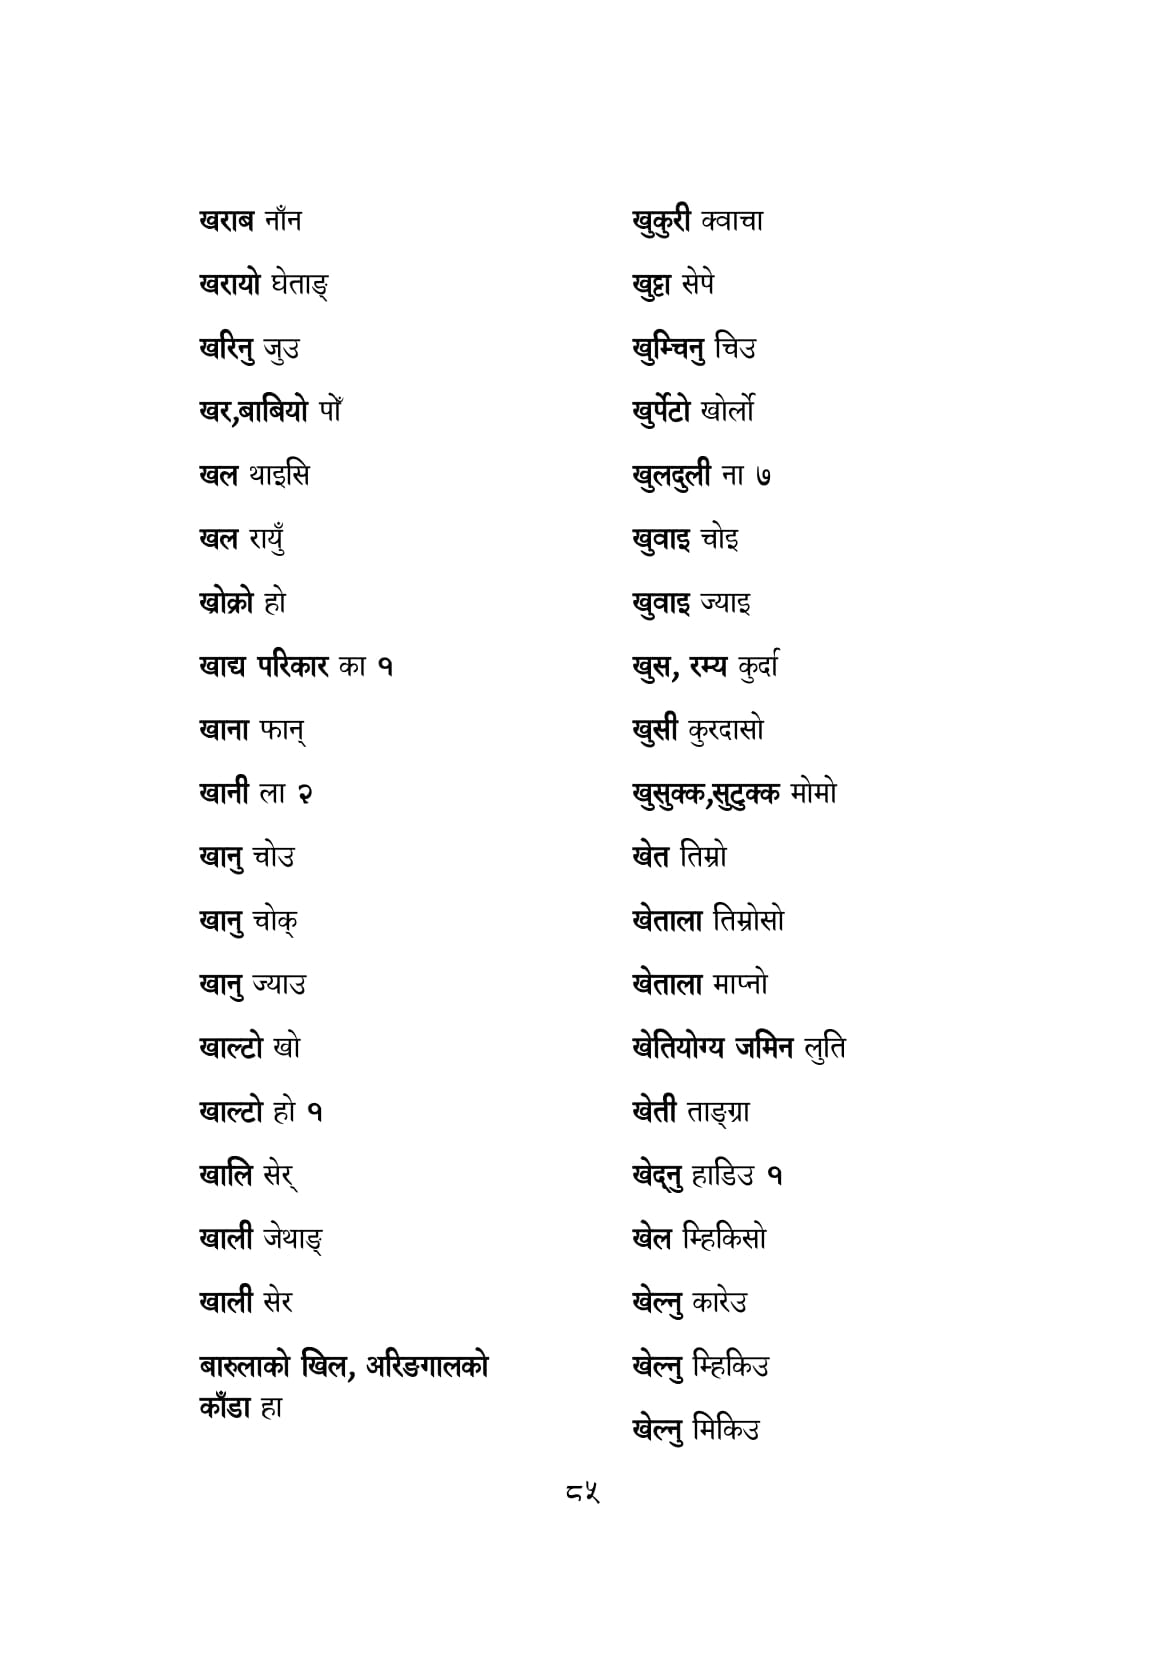 खराब नाँन
खरायो घेताङ्
खरिनु जुउ
खर,बाबियो पोँ
खल थाइसि
खल रायुँ
ख्रोक्रो हो
खाद्य परिकार का १
खाना फान्
खानी ला २
खानु चोउ
खानु चोक्
खानु ज्याउ
खाल्टो खो
खाल्टो हो १
खालि सेर्
खाली जेथाङ्
खाली सेर
बारुलाको खिल, अरिङगालको
काँडा हा
खुकुरी क्वाचा
खुट्टा सेपे
खुम्चिनु चिउ
खुर्पेटो खोर्लो
खुलदुली ना ७
खुवाइ चोइ
खुवाइ ज्याइ
खुस, रम्य कुर्दा
खुसी कुरदासो
खुसुक्क,सुटुक्क मोमो
खेत तिम्रो
खेताला तिम्रोसो
खेताला माप्नो
खेतियोग्य जमिन लुति
खेती ताङ्ग्रा
खेद्नु हाडिउ १
खेल म्हिकिसो
खेल्नु कारेउ
खेल्नु म्हिकिउ
खेल्नु मिकिउ
८५